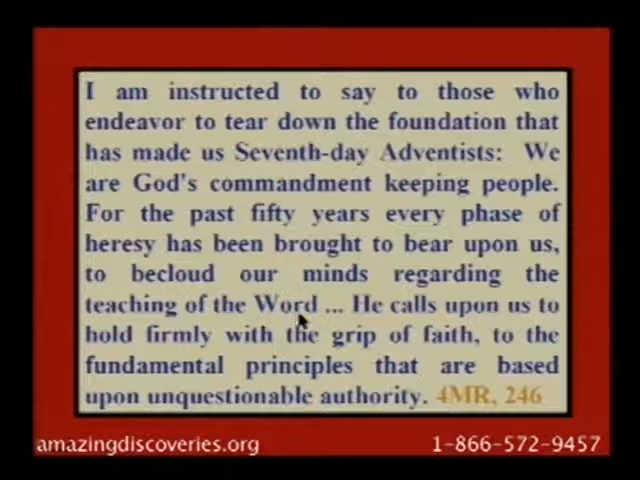 I am instructed to say to those who
endeavor to tear down the foundation that
has made us Seventh-day Adventists: We
are God's commandment keeping people.
For the past fifty years every phase of
heresy has been brought to bear upon us,
to becloud our minds regarding the
teaching of the Word ... He calls upon us to
hold firmly with the grip of faith, to the
fundamental principles that are based
upon unquestionable authority. 4MR, 246
amazingdiscoveries.org
1-866-572-9457